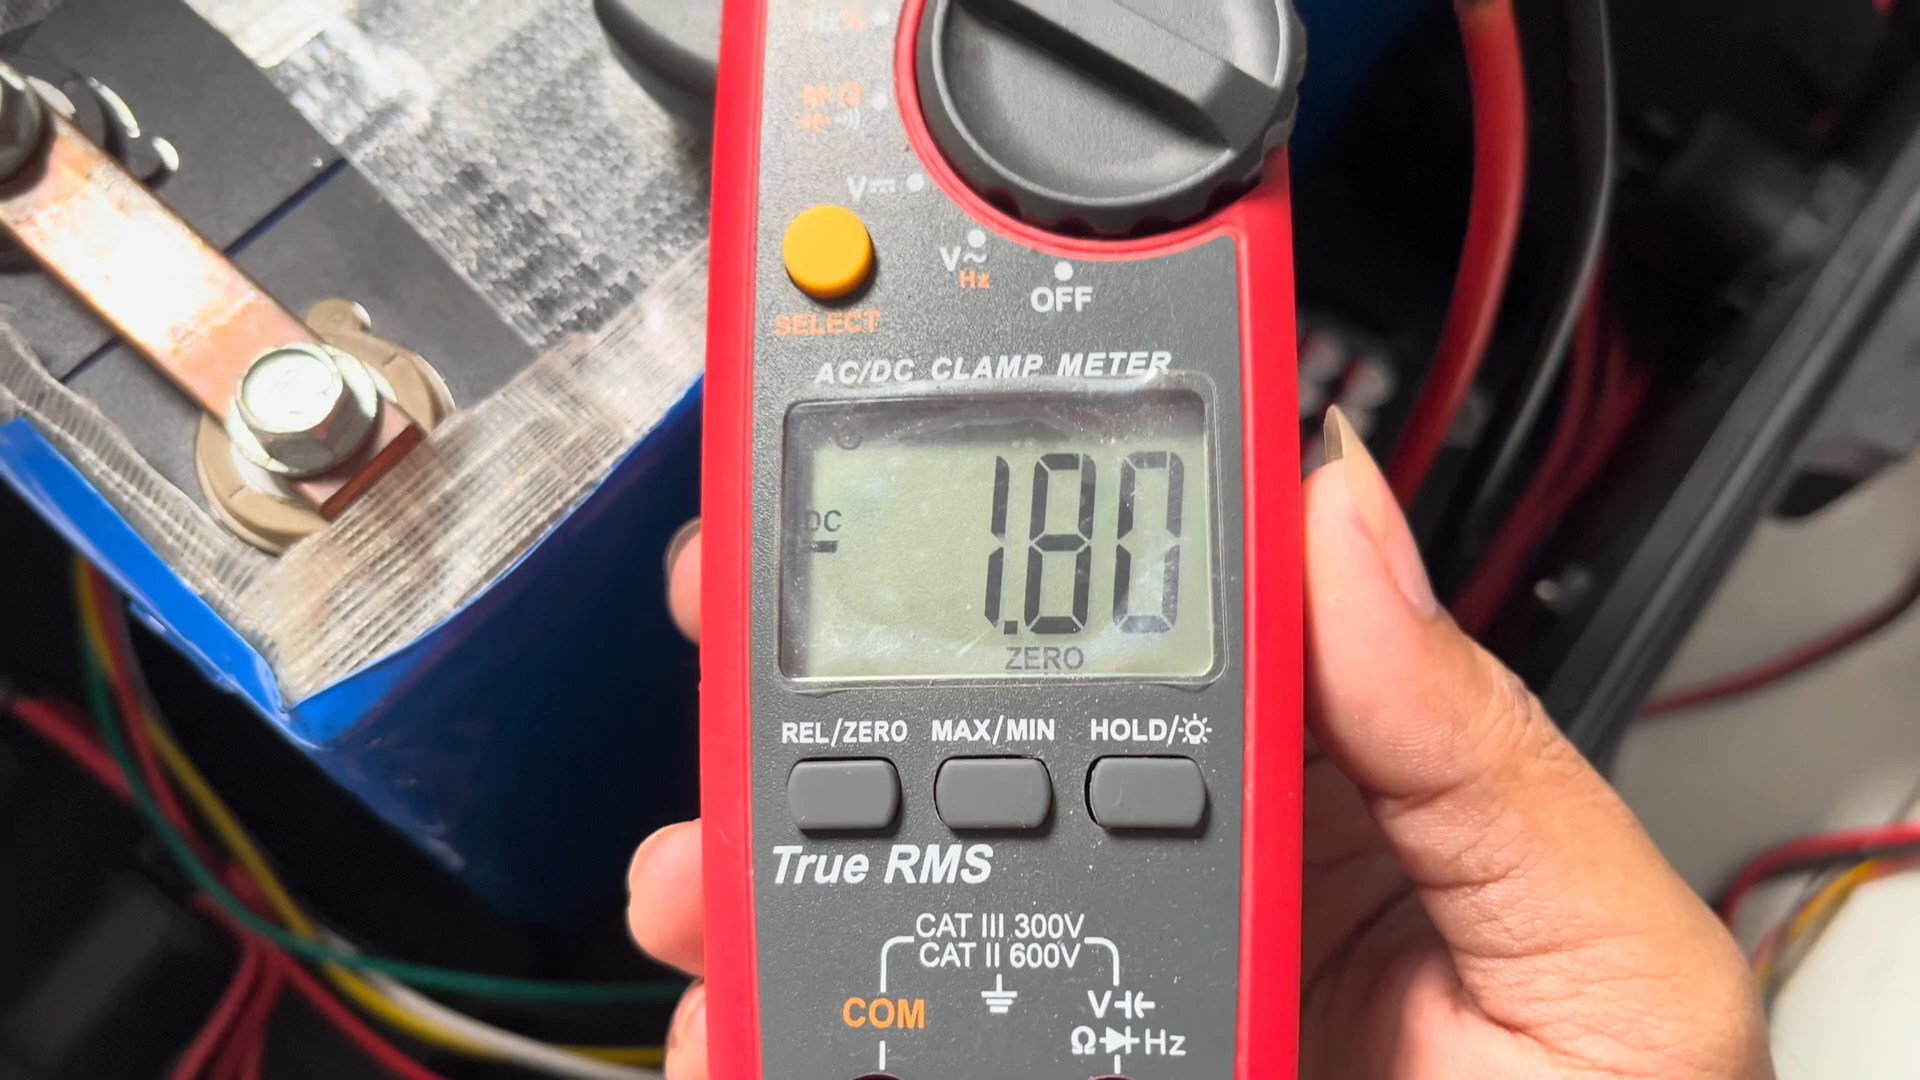 V⎓
V~
Hz
OFF
SELECT
AC/DC CLAMP METER
DC
1.80
ZERO
REL/ZERO MAX/MIN HOLD/
True RMS
CAT III 300V
CAT II 600V
COM
V
Ω Hz